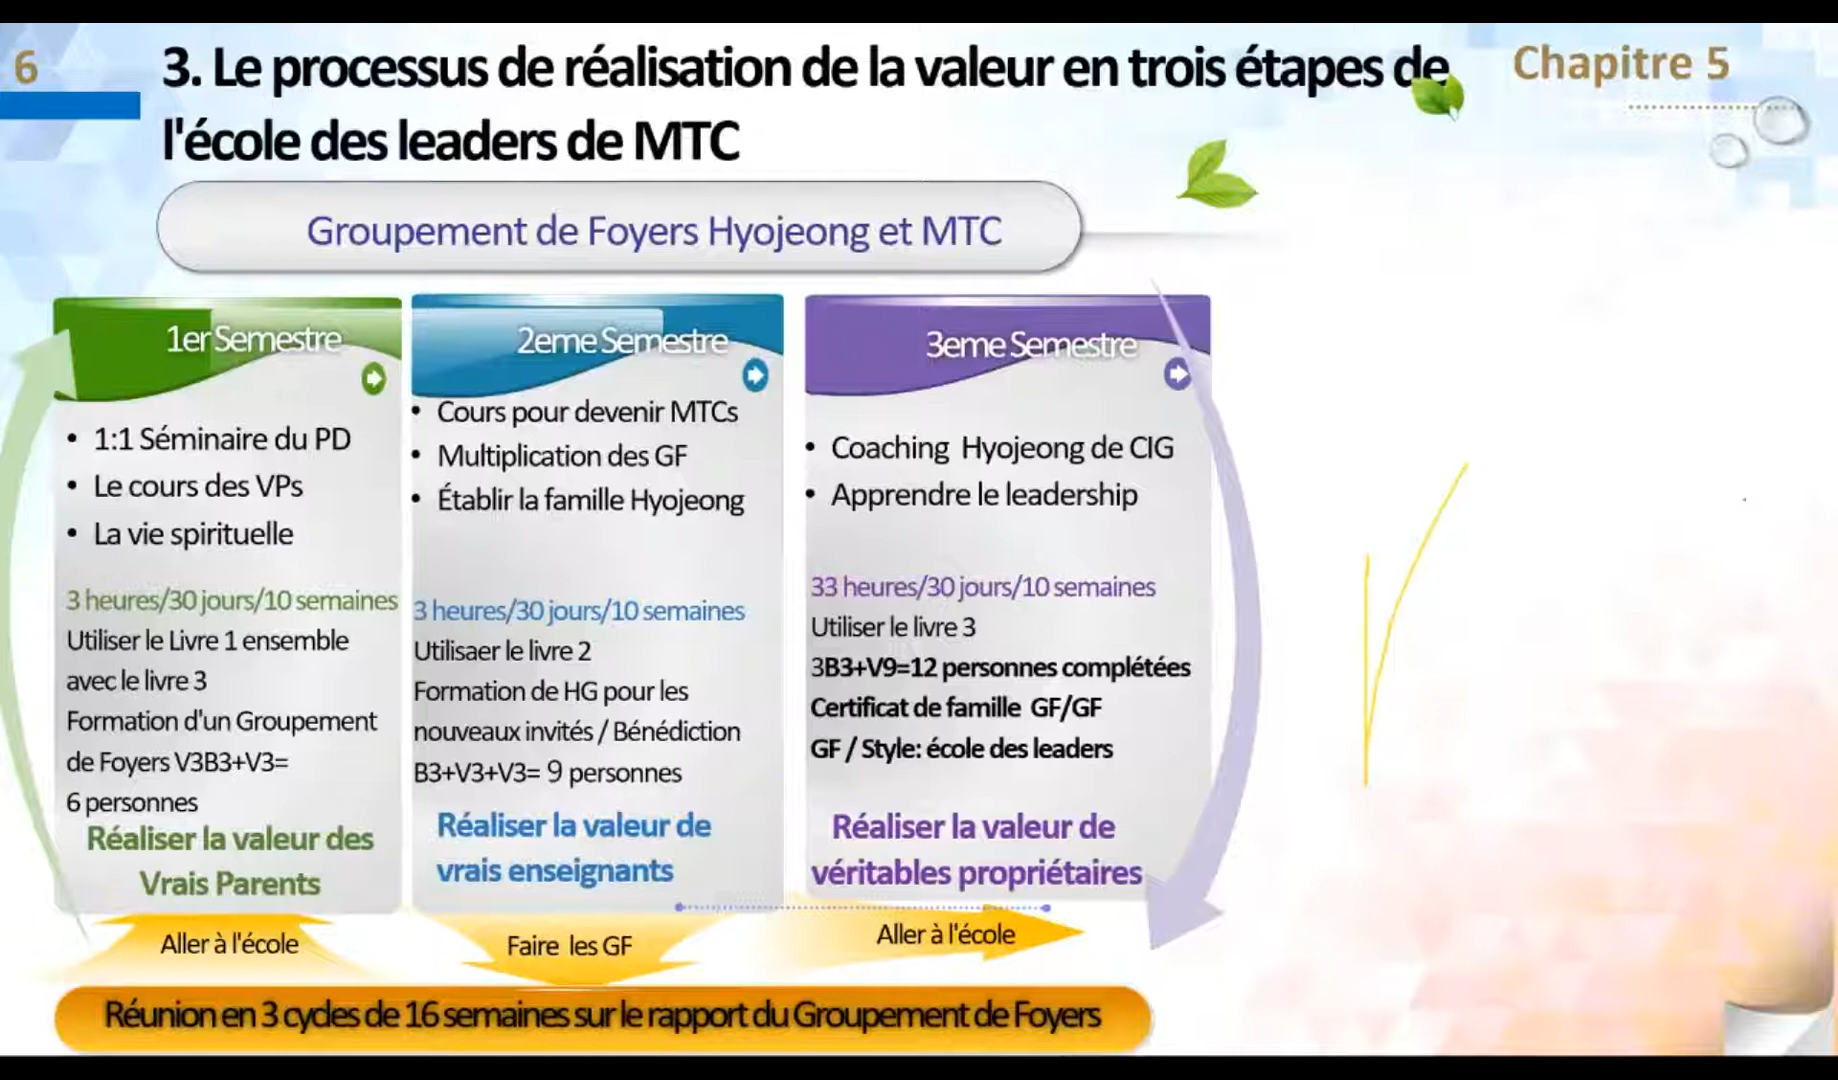 6
3. Le processus de réalisation de la valeur en trois étapes de
l'école des leaders de MTC
Chapitre 5
Groupement de Foyers Hyojeong et MTC
1er Semestre
• 1:1 Séminaire du PD
• Le cours des VPs
• La vie spirituelle
3 heures/30 jours/10 semaines
Utiliser le Livre 1 ensemble
avec le livre 3
Formation d'un Groupement
de Foyers V3B3+V3=
6 personnes
Réaliser la valeur des
Vrais Parents
2eme Semestre
• Cours pour devenir MTCs
• Multiplication des GF
• Établir la famille Hyojeong
3 heures/30 jours/10 semaines
Utilisaer le livre 2
Formation de HG pour les
nouveaux invités / Bénédiction
B3+V3+V3= 9 personnes
Réaliser la valeur de
vrais enseignants
3eme Semestre
• Coaching Hyojeong de CIG
• Apprendre le leadership
33 heures/30 jours/10 semaines
Utiliser le livre 3
3B3+V9=12 personnes complétées
Certificat de famille GF/GF
GF / Style: école des leaders
Réaliser la valeur de
véritables propriétaires
Aller à l'école
Faire les GF
Aller à l'école
Réunion en 3 cycles de 16 semaines sur le rapport du Groupement de Foyers